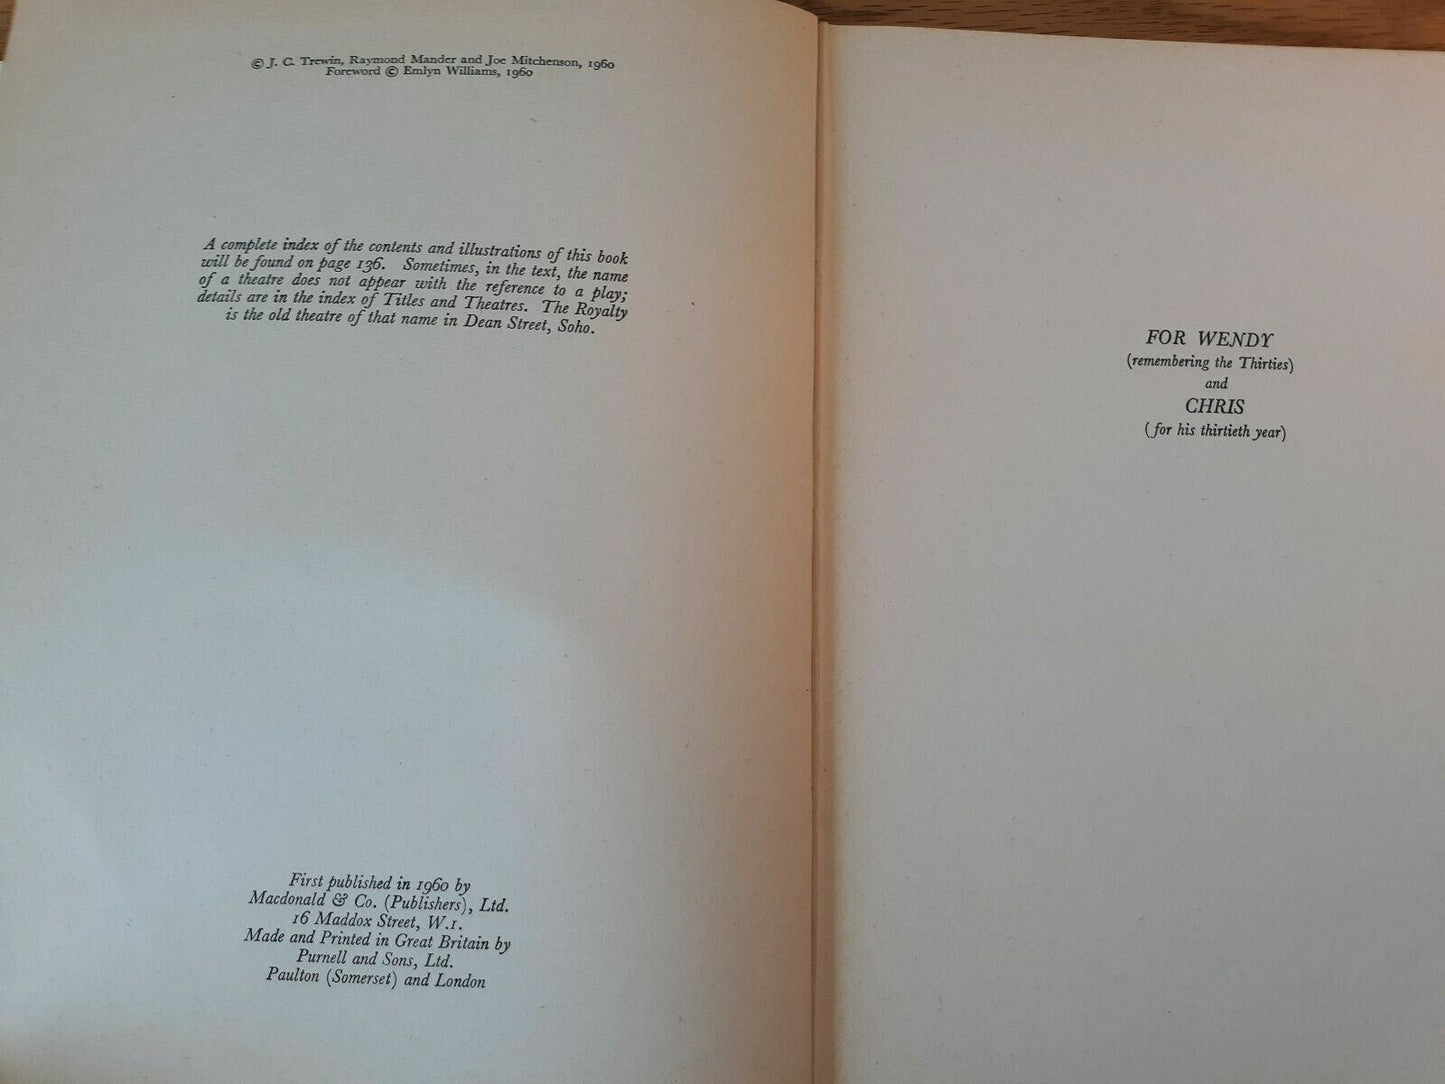 © J. C. Trewin, Raymond Mander and Joe Mitchenson, 1960
Foreword © Emlyn Williams, 1960
A complete index of the contents and illustrations of this book
will be found on page 136. Sometimes, in the text, the name
of a theatre does not appear with the reference to a play;
details are in the index of Titles and Theatres. The Royalty
is the old theatre of that name in Dean Street, Soho.
First published in 1960 by
Macdonald & Co. (Publishers), Ltd.
16 Maddox Street, W.1.
Made and Printed in Great Britain by
Purnell and Sons, Ltd.
Paulton (Somerset) and London
FOR WENDY
(remembering the Thirties)
and
CHRIS
(for his thirtieth year)